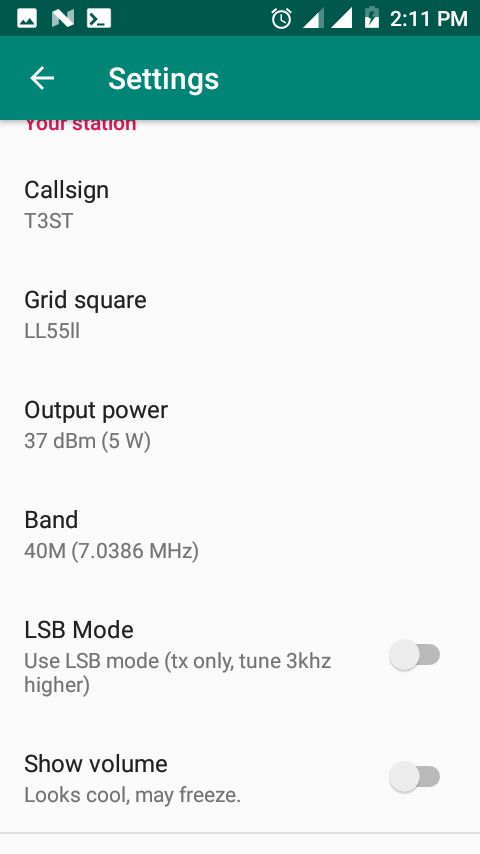 2:11 PM
Settings
Your station
Callsign
T3ST
Grid square
LL55ll
Output power
37 dBm (5 W)
Band
40M (7.0386 MHz)
LSB Mode
Use LSB mode (tx only, tune 3khz
higher)
Show volume
Looks cool, may freeze.